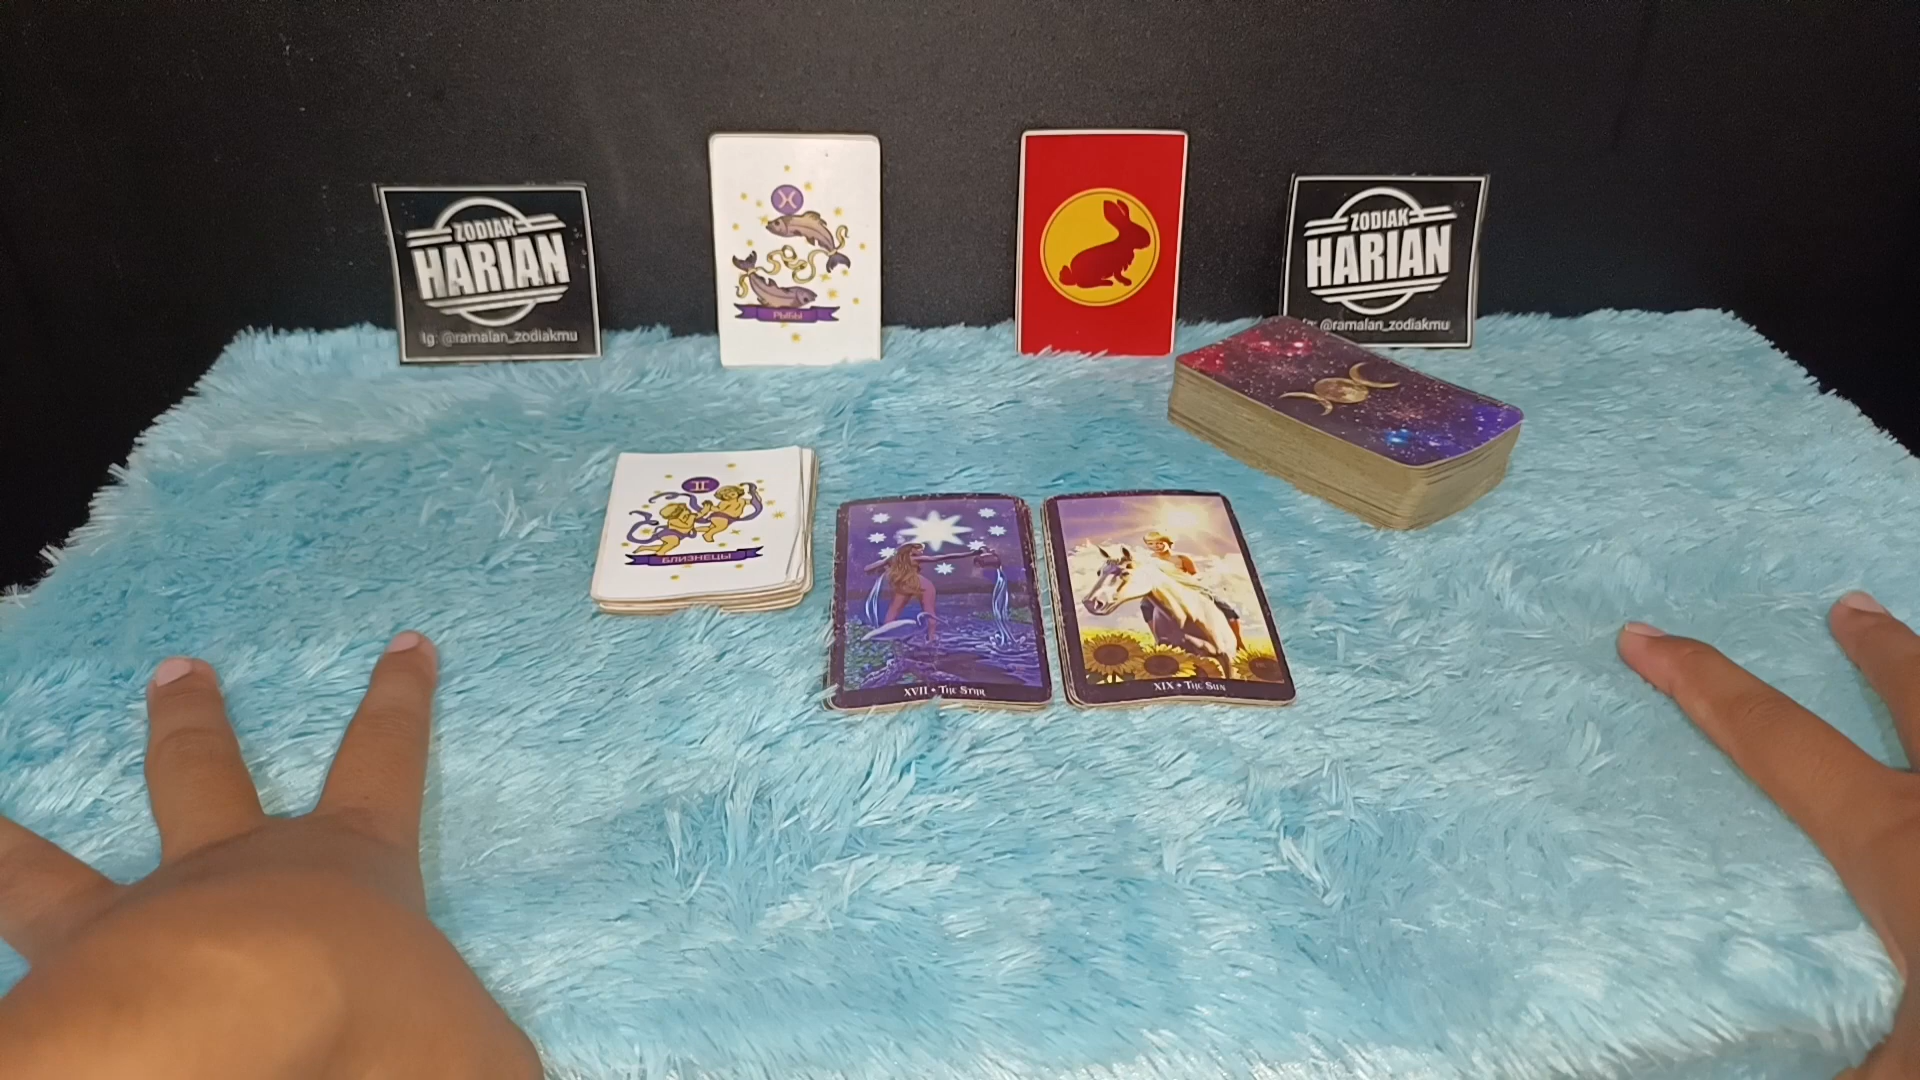 ZODIAK
HARIAN
Ig: @ramalan_zodiakmu
РЫБЫ
ZODIAK
HARIAN
Ig: @ramalan_zodiakmu
БЛИЗНЕЦЫ
XVII • The Star
XIX • The Sun